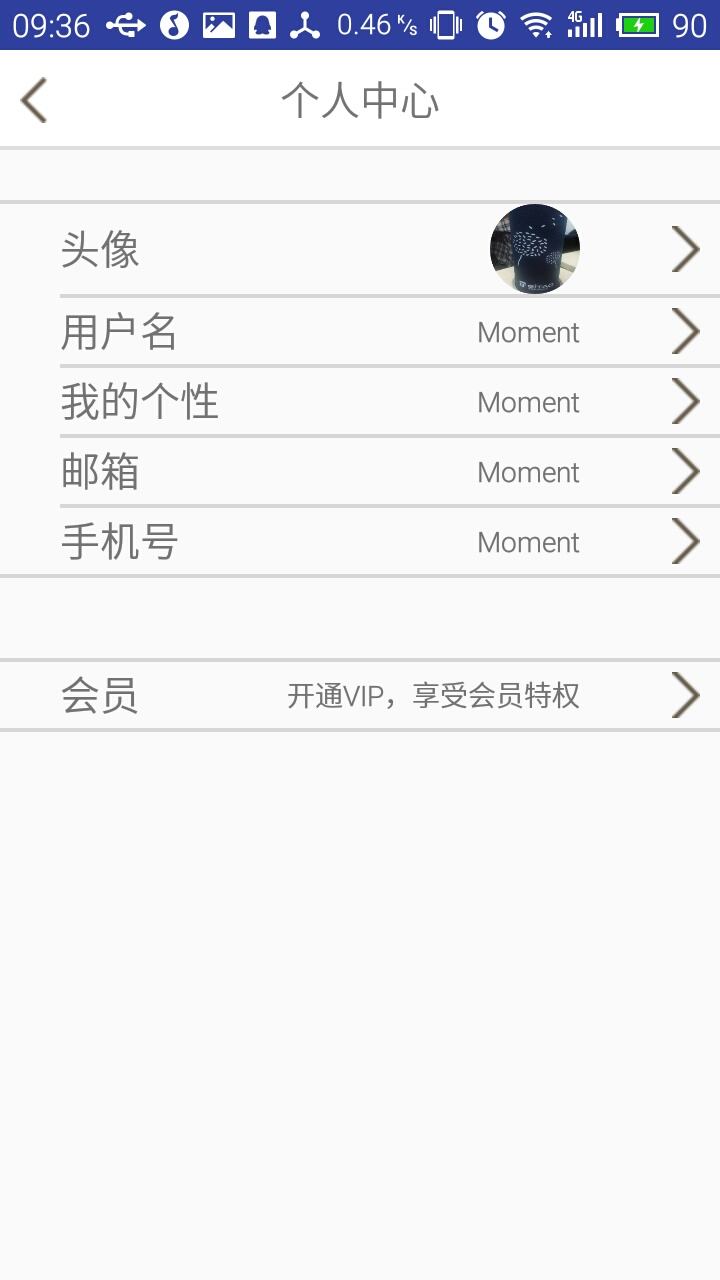 09:36 0.46 K/s 4G 90
个人中心
头像
用户名 Moment
我的个性 Moment
邮箱 Moment
手机号 Moment
会员 开通VIP，享受会员特权